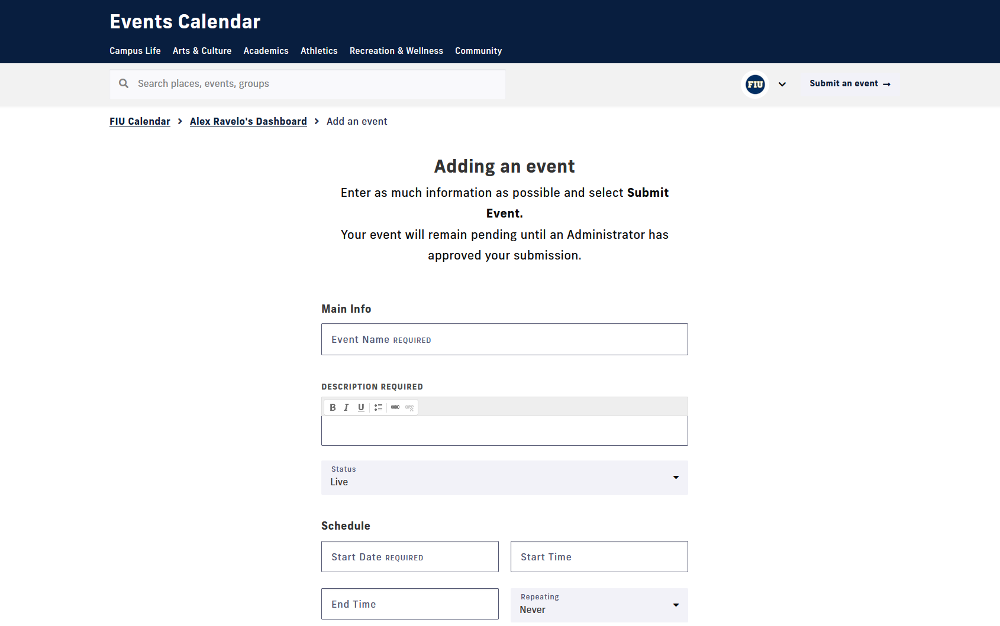 Events Calendar
Campus Life Arts & Culture Academics Athletics Recreation & Wellness Community
Search places, events, groups
FIU
Submit an event →
FIU Calendar > Alex Ravelo's Dashboard > Add an event
Adding an event
Enter as much information as possible and select Submit
Event.
Your event will remain pending until an Administrator has
approved your submission.
Main Info
Event Name REQUIRED
DESCRIPTION REQUIRED
B I U
Status
Live
Schedule
Start Date REQUIRED
Start Time
End Time
Repeating
Never